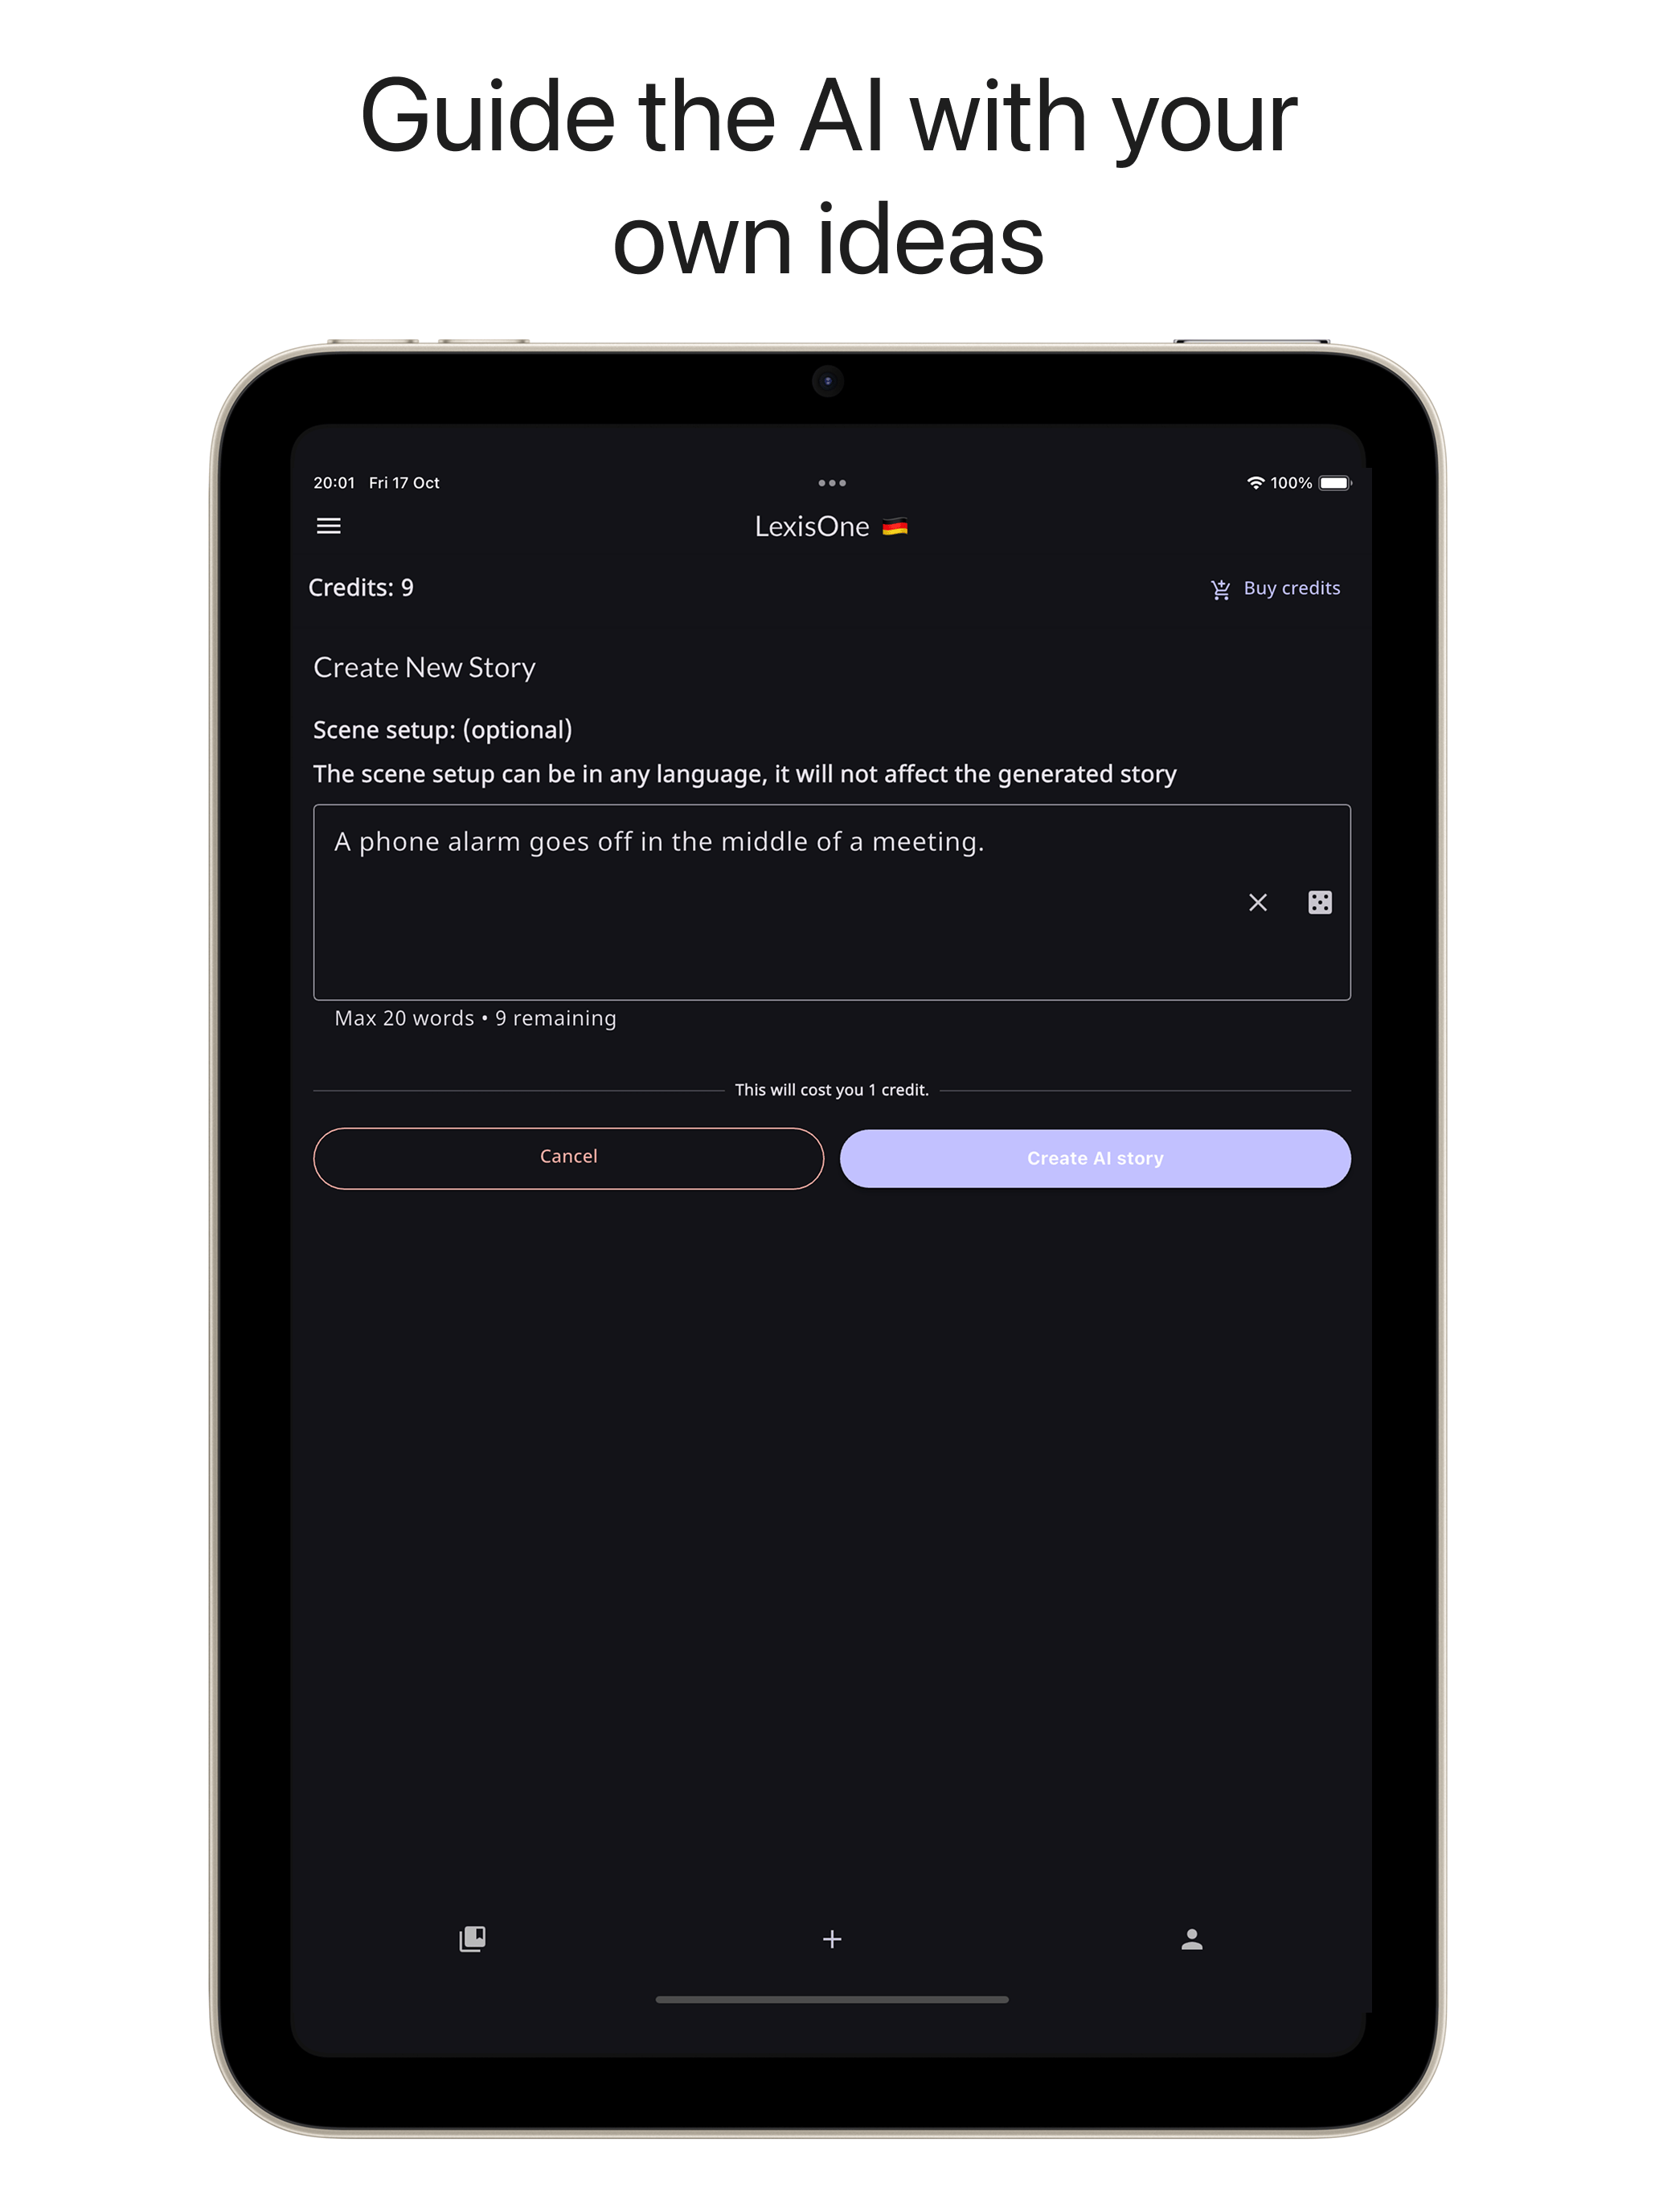 Guide the AI with your
own ideas
20:01 Fri 17 Oct
100%
LexisOne 🇩🇪
Credits: 9
Buy credits
Create New Story
Scene setup: (optional)
The scene setup can be in any language, it will not affect the generated story
A phone alarm goes off in the middle of a meeting.
Max 20 words • 9 remaining
This will cost you 1 credit.
Cancel
Create AI story